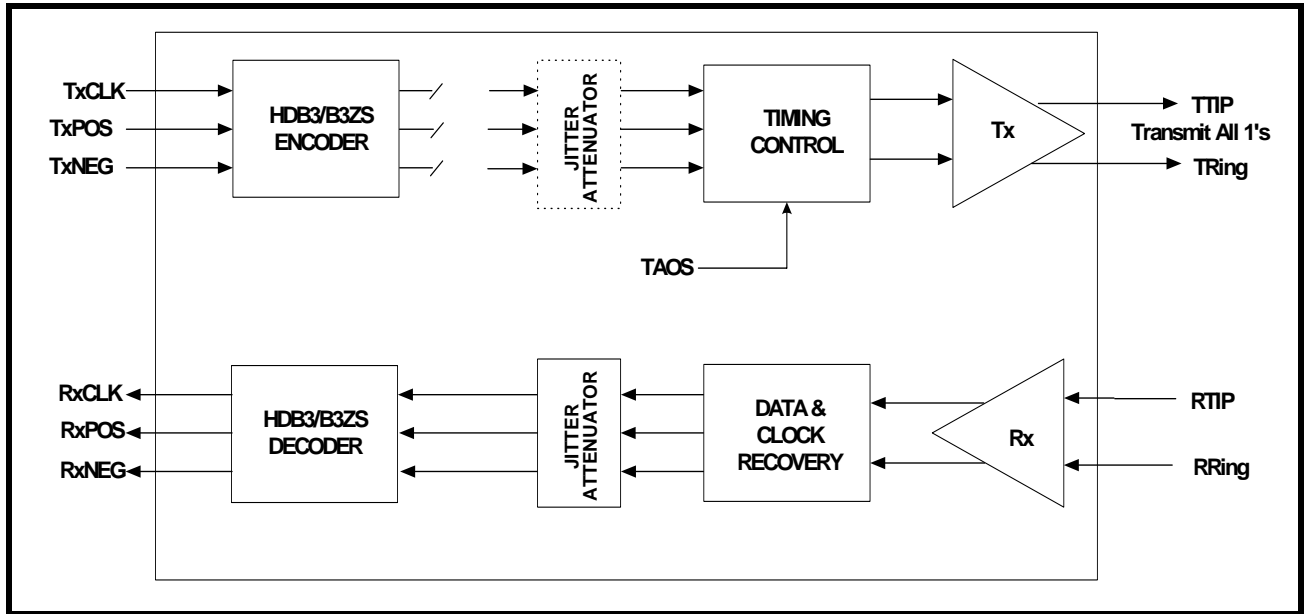 TxCLK
TxPOS
TxNEG
HDB3/B3ZS
ENCODER
JITTER
ATTENUATOR
TIMING
CONTROL
Tx
TTIP
Transmit All 1's
TRing
TAOS
RxCLK
RxPOS
RxNEG
HDB3/B3ZS
DECODER
JITTER
ATTENUATOR
DATA &
CLOCK
RECOVERY
Rx
RTIP
RRing